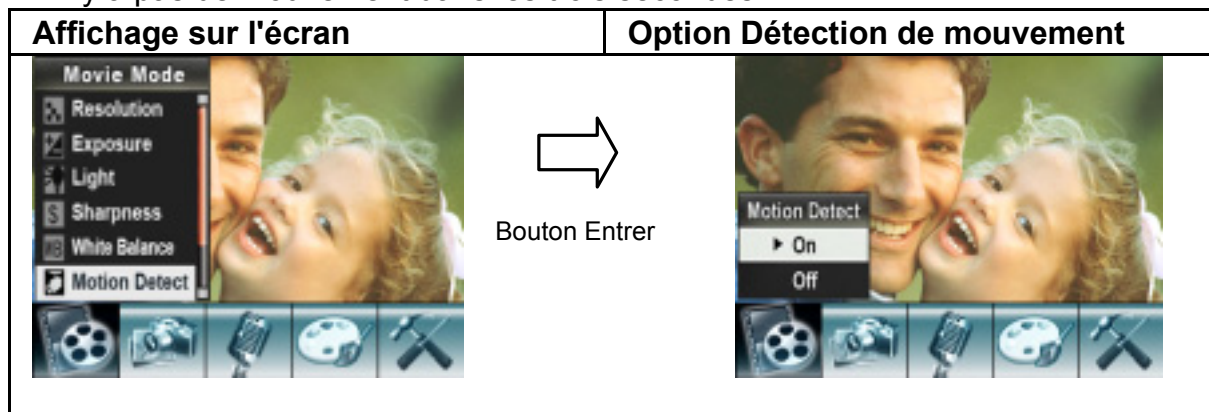 Affichage sur l'écran
Option Détection de mouvement
Movie Mode
Resolution
Exposure
Light
Sharpness
White Balance
Motion Detect
Bouton Entrer
Motion Detect
On
Off